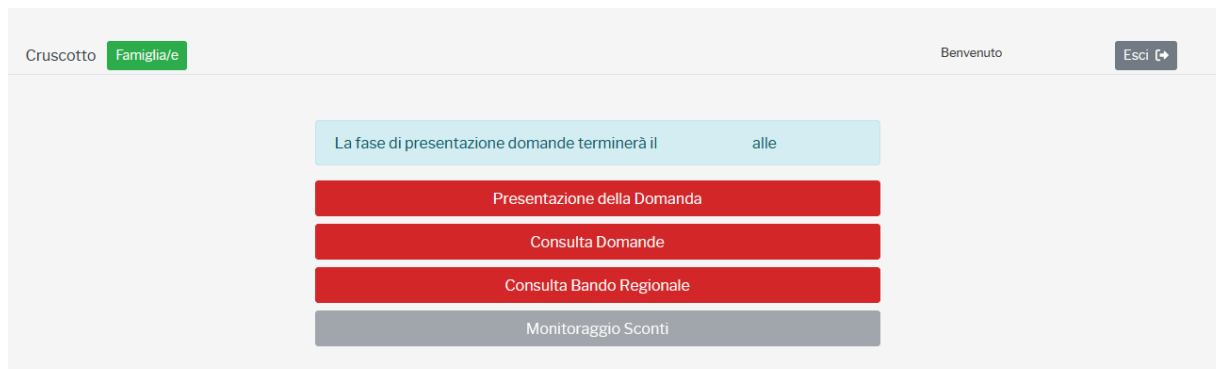 Cruscotto Famiglia/e Benvenuto Esci
La fase di presentazione domande terminerà il alle
Presentazione della Domanda
Consulta Domande
Consulta Bando Regionale
Monitoraggio Sconti